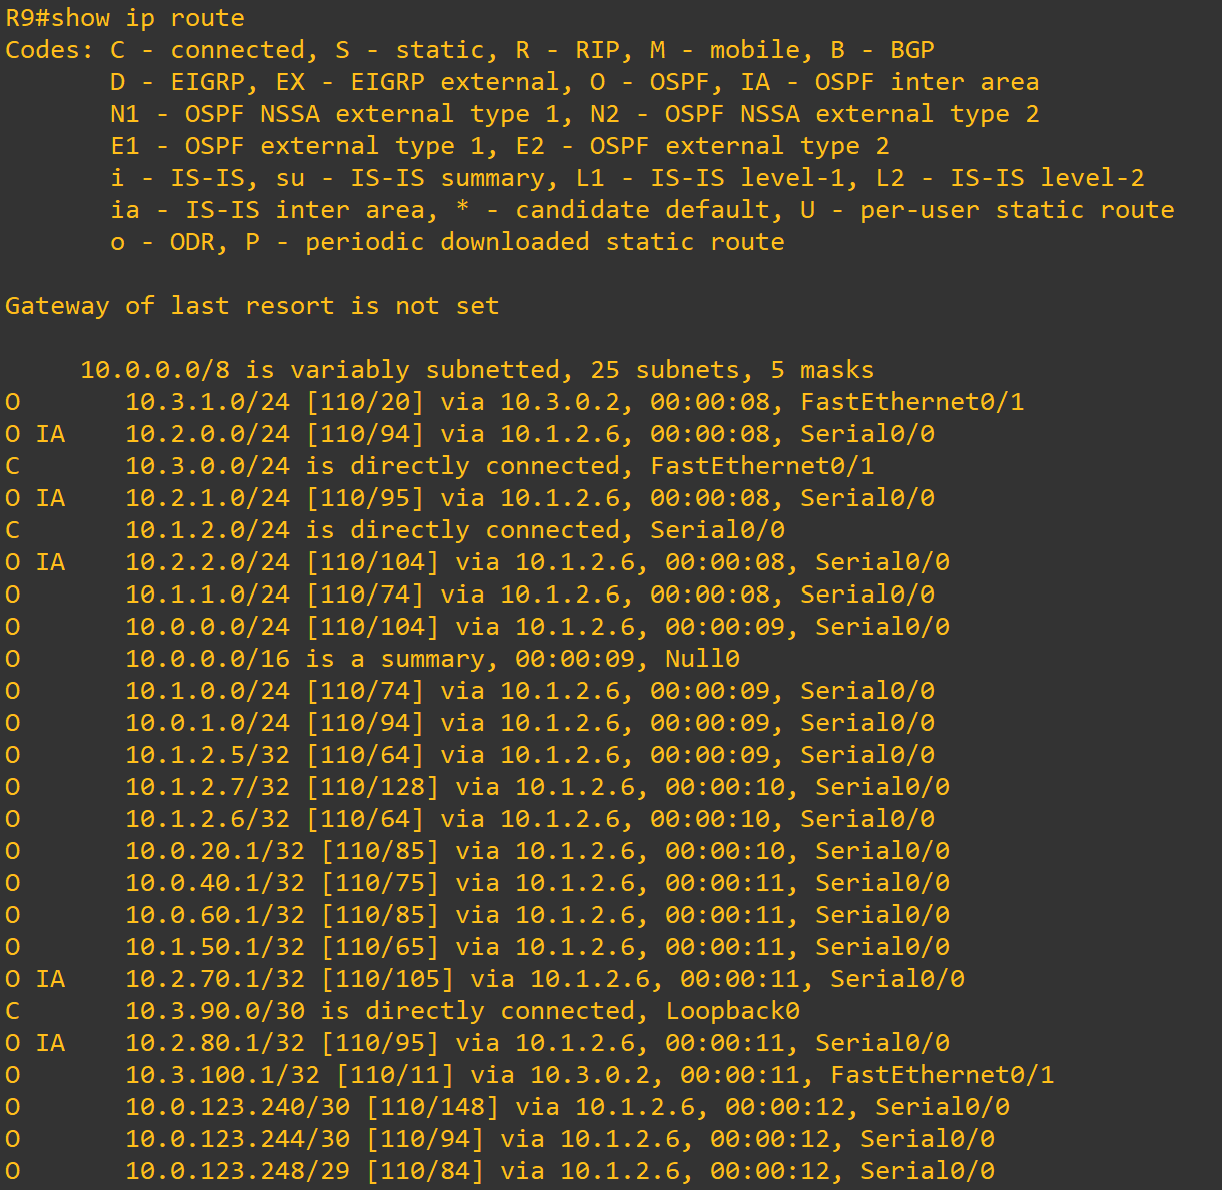 R9#show ip route
Codes: C - connected, S - static, R - RIP, M - mobile, B - BGP
       D - EIGRP, EX - EIGRP external, O - OSPF, IA - OSPF inter area
       N1 - OSPF NSSA external type 1, N2 - OSPF NSSA external type 2
       E1 - OSPF external type 1, E2 - OSPF external type 2
       i - IS-IS, su - IS-IS summary, L1 - IS-IS level-1, L2 - IS-IS level-2
       ia - IS-IS inter area, * - candidate default, U - per-user static route
       o - ODR, P - periodic downloaded static route

Gateway of last resort is not set

     10.0.0.0/8 is variably subnetted, 25 subnets, 5 masks
O       10.3.1.0/24 [110/20] via 10.3.0.2, 00:00:08, FastEthernet0/1
O IA    10.2.0.0/24 [110/94] via 10.1.2.6, 00:00:08, Serial0/0
C       10.3.0.0/24 is directly connected, FastEthernet0/1
O IA    10.2.1.0/24 [110/95] via 10.1.2.6, 00:00:08, Serial0/0
C       10.1.2.0/24 is directly connected, Serial0/0
O IA    10.2.2.0/24 [110/104] via 10.1.2.6, 00:00:08, Serial0/0
O       10.1.1.0/24 [110/74] via 10.1.2.6, 00:00:08, Serial0/0
O       10.0.0.0/24 [110/104] via 10.1.2.6, 00:00:09, Serial0/0
O       10.0.0.0/16 is a summary, 00:00:09, Null0
O       10.1.0.0/24 [110/74] via 10.1.2.6, 00:00:09, Serial0/0
O       10.0.1.0/24 [110/94] via 10.1.2.6, 00:00:09, Serial0/0
O       10.1.2.5/32 [110/64] via 10.1.2.6, 00:00:09, Serial0/0
O       10.1.2.7/32 [110/128] via 10.1.2.6, 00:00:10, Serial0/0
O       10.1.2.6/32 [110/64] via 10.1.2.6, 00:00:10, Serial0/0
O       10.0.20.1/32 [110/85] via 10.1.2.6, 00:00:10, Serial0/0
O       10.0.40.1/32 [110/75] via 10.1.2.6, 00:00:11, Serial0/0
O       10.0.60.1/32 [110/85] via 10.1.2.6, 00:00:11, Serial0/0
O       10.1.50.1/32 [110/65] via 10.1.2.6, 00:00:11, Serial0/0
O IA    10.2.70.1/32 [110/105] via 10.1.2.6, 00:00:11, Serial0/0
C       10.3.90.0/30 is directly connected, Loopback0
O IA    10.2.80.1/32 [110/95] via 10.1.2.6, 00:00:11, Serial0/0
O       10.3.100.1/32 [110/11] via 10.3.0.2, 00:00:11, FastEthernet0/1
O       10.0.123.240/30 [110/148] via 10.1.2.6, 00:00:12, Serial0/0
O       10.0.123.244/30 [110/94] via 10.1.2.6, 00:00:12, Serial0/0
O       10.0.123.248/29 [110/84] via 10.1.2.6, 00:00:12, Serial0/0